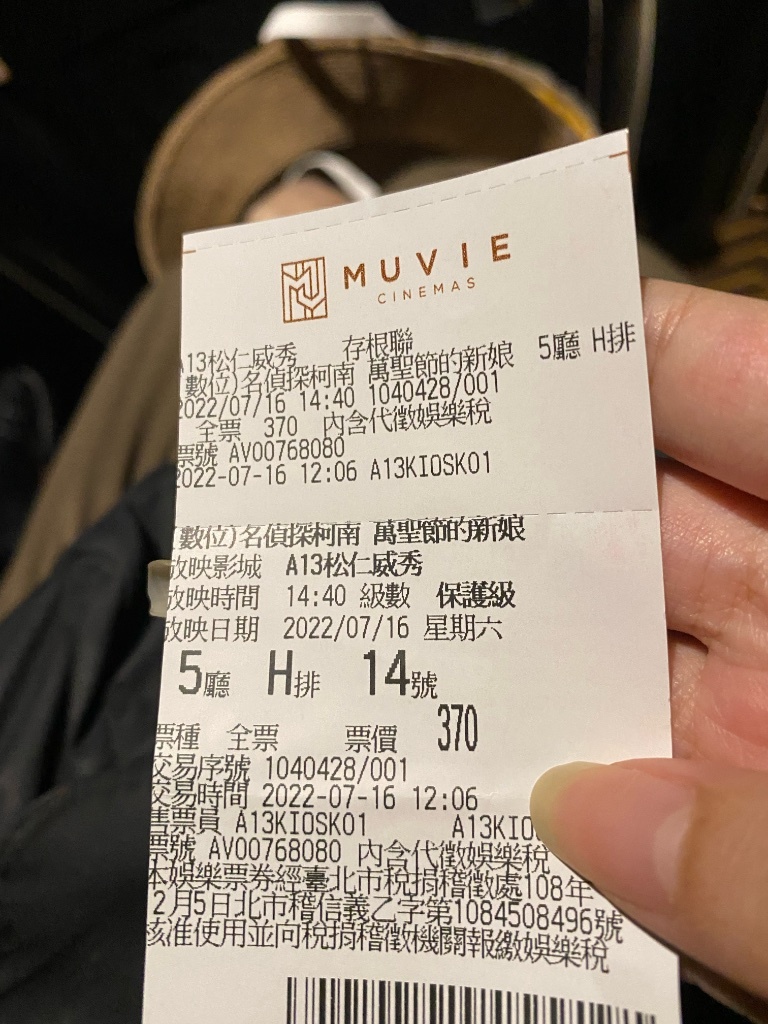 MUVIE
CINEMAS
A13松仁威秀 存根聯
(數位)名偵探柯南 萬聖節的新娘 5廳 H排
2022/07/16 14:40 1040428/001
全票 370 內含代徵娛樂稅
票號 AV00768080
2022-07-16 12:06 A13KIOSK01
(數位)名偵探柯南 萬聖節的新娘
放映影城 A13松仁威秀
放映時間 14:40 級數 保護級
放映日期 2022/07/16 星期六
5廳 H排 14號
票種 全票 票價 370
交易序號 1040428/001
交易時間 2022-07-16 12:06
售票員 A13KIOSK01 A13KIO
票號 AV00768080 內含代徵娛樂稅
本娛樂票券經臺北市稅捐稽徵處108年
12月5日北市稽信義乙字第1084508496號
核准使用並向稅捐稽徵機關報繳娛樂稅